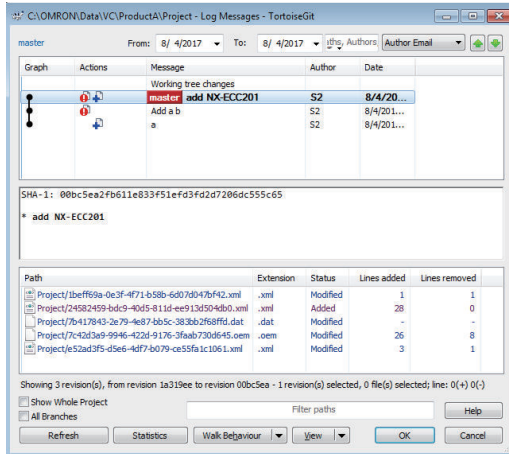 C:\OMRON\Data\VC\ProductA\Project - Log Messages - TortoiseGit
master From: 8/ 4/2017 To: 8/ 4/2017 Authors Author Email
Graph Actions Message Author Date
Working tree changes
master add NX-ECC201 S2 8/4/20...
Add a b S2 8/4/201...
a S2 8/4/201...
SHA-1: 00bc5ea2fb611e833f51efd3fd2d7206dc555c65
* add NX-ECC201
Path Extension Status Lines added Lines removed
Project/1beff69a-0e3f-4f71-b58b-6d07d047bf42.xml .xml Modified 1 1
Project/24582459-bdc9-40d5-811d-ee913d504db0.xml .xml Added 28 0
Project/7b417843-2e79-4e87-bb5c-383bb2f68ffd.dat .dat Modified - -
Project/7c42d3a9-9946-422d-9176-3faab730d645.oem .oem Modified 26 8
Project/e52ad3f5-d5e6-4df7-b079-ce55fa1c1061.xml .xml Modified 3 1
Showing 3 revision(s), from revision 1a319ee to revision 00bc5ea - 1 revision(s) selected, 0 file(s) selected; line: 0(+) 0(-)
Show Whole Project
All Branches
Filter paths
Help
Refresh Statistics Walk Behaviour View OK Cancel